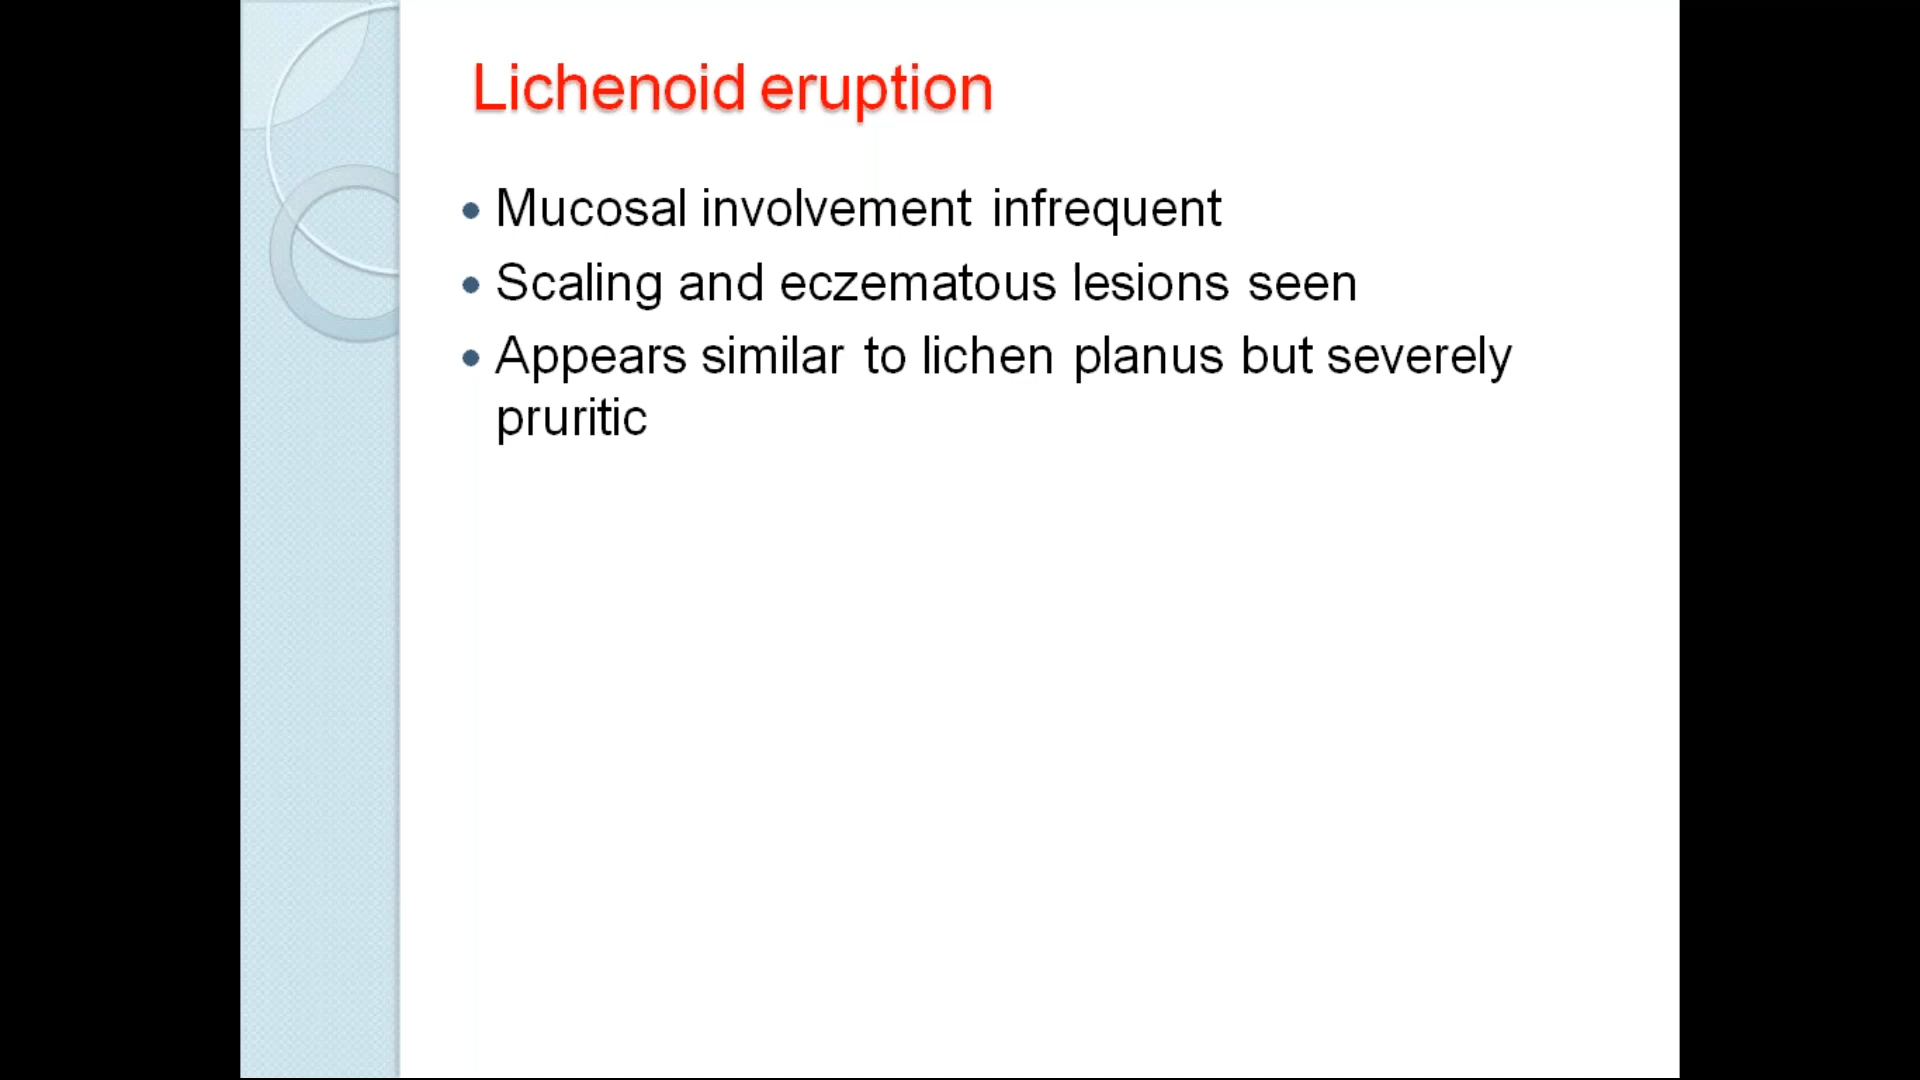 Lichenoid eruption
• Mucosal involvement infrequent
• Scaling and eczematous lesions seen
• Appears similar to lichen planus but severely
pruritic